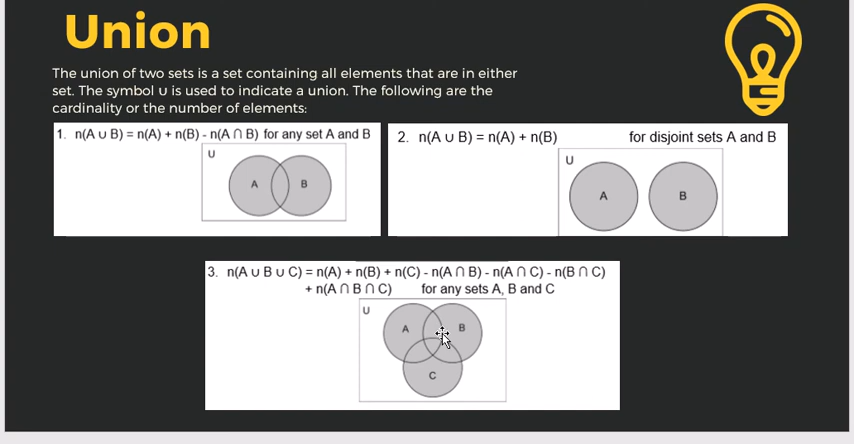 Union
The union of two sets is a set containing all elements that are in either
set. The symbol ∪ is used to indicate a union. The following are the
cardinality or the number of elements:
1. n(A ∪ B) = n(A) + n(B) - n(A ∩ B) for any set A and B
U
A B
2. n(A ∪ B) = n(A) + n(B) for disjoint sets A and B
U
A B
3. n(A ∪ B ∪ C) = n(A) + n(B) + n(C) - n(A ∩ B) - n(A ∩ C) - n(B ∩ C)
+ n(A ∩ B ∩ C) for any sets A, B and C
U
A B
C